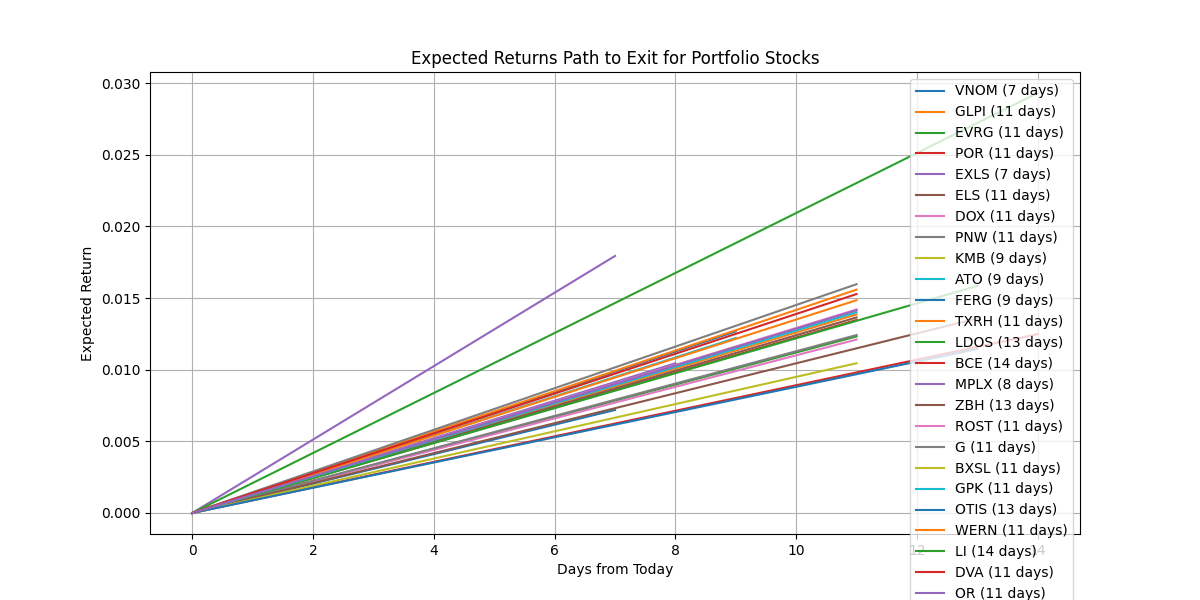 Expected Returns Path to Exit for Portfolio Stocks
Expected Return
0.030
0.025
0.020
0.015
0.010
0.005
0.000
0
2
4
6
8
10
12
14
Days from Today
VNOM (7 days)
GLPI (11 days)
EVRG (11 days)
POR (11 days)
EXLS (7 days)
ELS (11 days)
DOX (11 days)
PNW (11 days)
KMB (9 days)
ATO (9 days)
FERG (9 days)
TXRH (11 days)
LDOS (13 days)
BCE (14 days)
MPLX (8 days)
ZBH (13 days)
ROST (11 days)
G (11 days)
BXSL (11 days)
GPK (11 days)
OTIS (13 days)
WERN (11 days)
LI (14 days)
DVA (11 days)
OR (11 days)